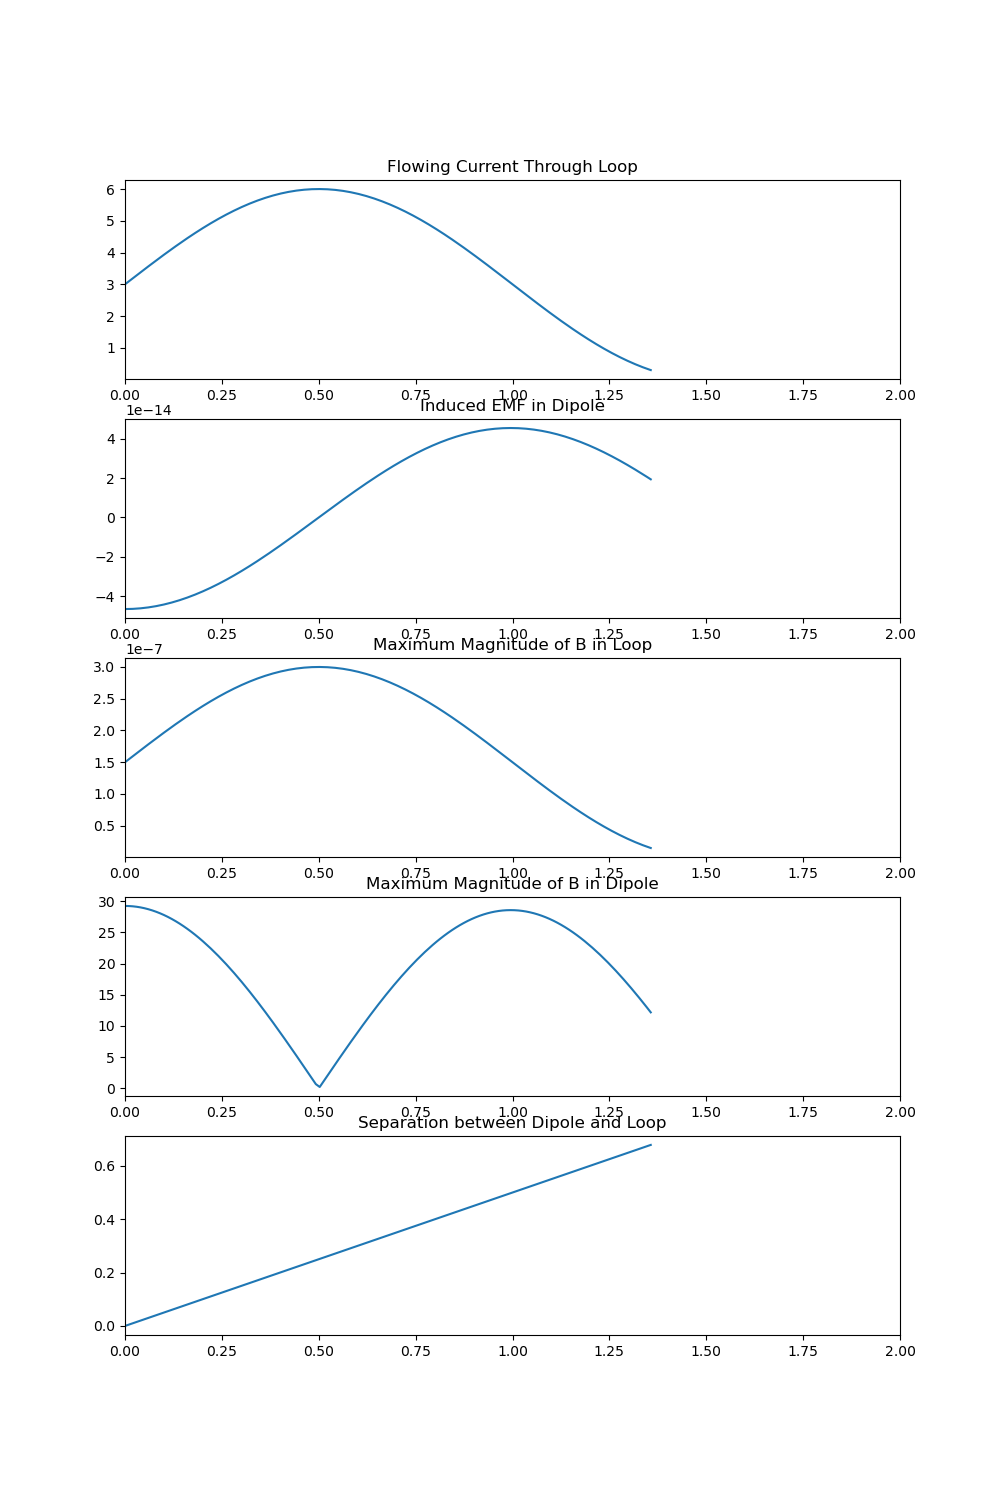 Flowing Current Through Loop
6
5
4
3
2
1
0.00 0.25 0.50 0.75 1.00 1.25 1.50 1.75 2.00
Induced EMF in Dipole
1e−14
4
2
0
−2
−4
0.00 0.25 0.50 0.75 1.00 1.25 1.50 1.75 2.00
Maximum Magnitude of B in Loop
1e−7
3.0
2.5
2.0
1.5
1.0
0.5
0.00 0.25 0.50 0.75 1.00 1.25 1.50 1.75 2.00
Maximum Magnitude of B in Dipole
30
25
20
15
10
5
0
0.00 0.25 0.50 0.75 1.00 1.25 1.50 1.75 2.00
Separation between Dipole and Loop
0.6
0.4
0.2
0.0
0.00 0.25 0.50 0.75 1.00 1.25 1.50 1.75 2.00